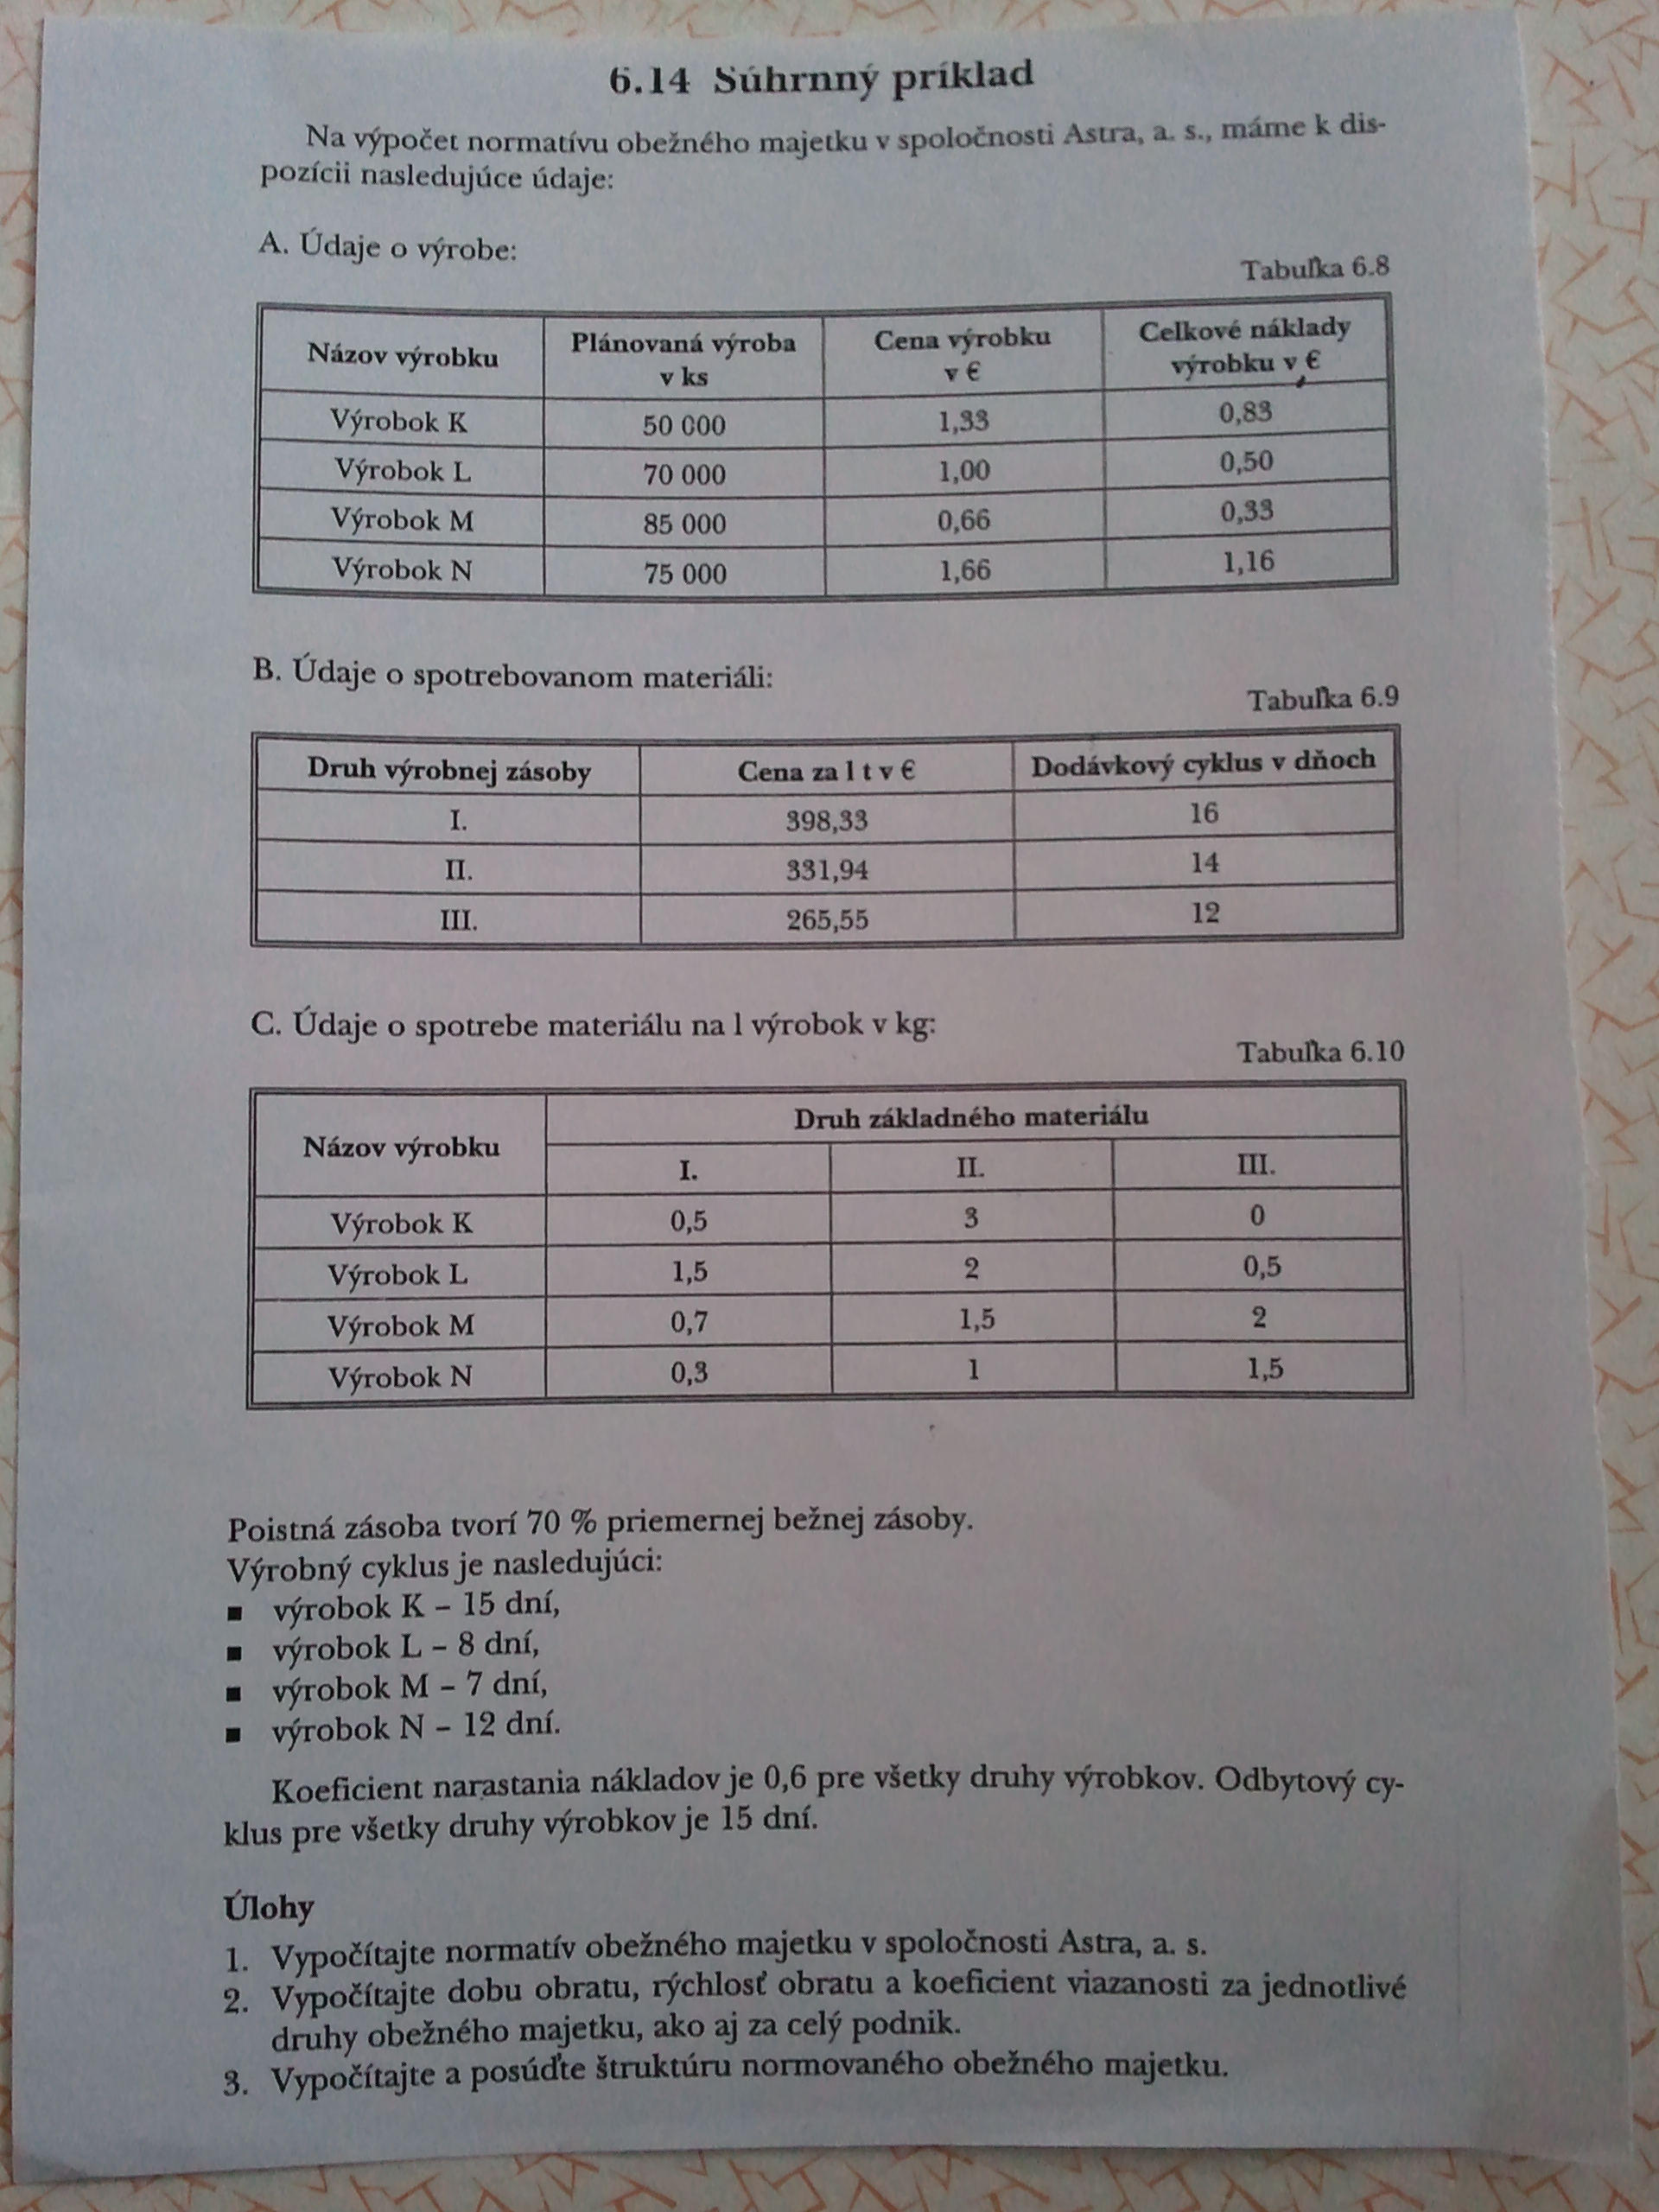 6.14 Súhrnný príklad
Na výpočet normatívu obežného majetku v spoločnosti Astra, a. s., máme k dis-
pozícii nasledujúce údaje:
A. Údaje o výrobe:
Tabuľka 6.8
Názov výrobku Plánovaná výroba v ks Cena výrobku v € Celkové náklady výrobku v €
Výrobok K 50 000 1,33 0,83
Výrobok L 70 000 1,00 0,50
Výrobok M 85 000 0,66 0,33
Výrobok N 75 000 1,66 1,16
B. Údaje o spotrebovanom materiáli:
Tabuľka 6.9
Druh výrobnej zásoby Cena za l t v € Dodávkový cyklus v dňoch
I. 398,33 16
II. 331,94 14
III. 265,55 12
C. Údaje o spotrebe materiálu na l výrobok v kg:
Tabuľka 6.10
Názov výrobku Druh základného materiálu
I. II. III.
Výrobok K 0,5 3 0
Výrobok L 1,5 2 0,5
Výrobok M 0,7 1,5 2
Výrobok N 0,3 1 1,5
Poistná zásoba tvorí 70 % priemernej bežnej zásoby.
Výrobný cyklus je nasledujúci:
▪ výrobok K – 15 dní,
▪ výrobok L – 8 dní,
▪ výrobok M – 7 dní,
▪ výrobok N – 12 dní.
Koeficient narastania nákladov je 0,6 pre všetky druhy výrobkov. Odbytový cy-
klus pre všetky druhy výrobkov je 15 dní.
Úlohy
1. Vypočítajte normatív obežného majetku v spoločnosti Astra, a. s.
2. Vypočítajte dobu obratu, rýchlosť obratu a koeficient viazanosti za jednotlivé
druhy obežného majetku, ako aj za celý podnik.
3. Vypočítajte a posúďte štruktúru normovaného obežného majetku.